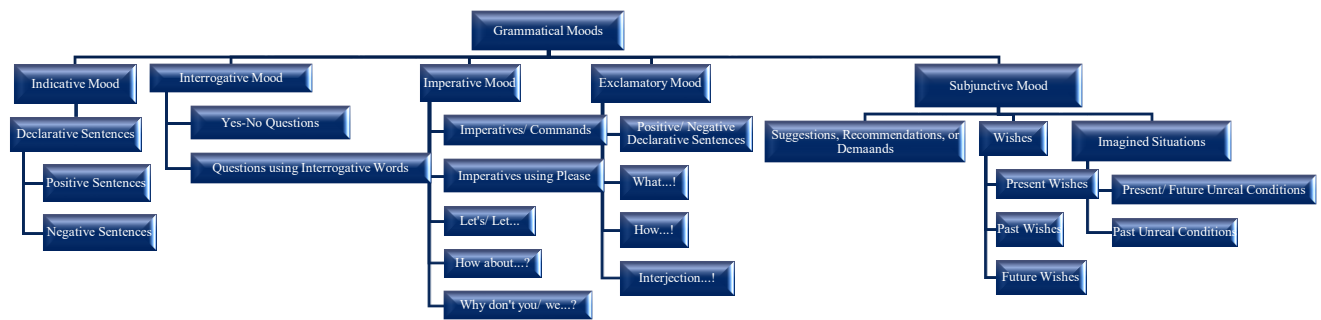 Grammatical Moods
Indicative Mood
Declarative Sentences
Positive Sentences
Negative Sentences
Interrogative Mood
Yes-No Questions
Questions using Interrogative Words
Imperative Mood
Imperatives/ Commands
Imperatives using Please
Let's/ Let...
How about...?
Why don't you/ we...?
Exclamatory Mood
Positive/ Negative
Declarative Sentences
What...!
How...!
Interjection...!
Subjunctive Mood
Suggestions, Recommendations, or
Demaands
Wishes
Present Wishes
Past Wishes
Future Wishes
Imagined Situations
Present/ Future Unreal Conditions
Past Unreal Conditions